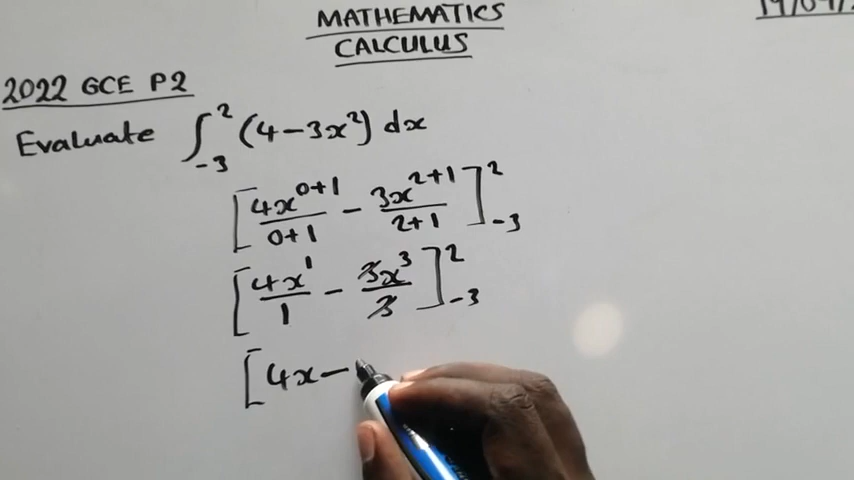 MATHEMATICS
CALCULUS
2022 GCE P2
Evaluate ∫₋₃² (4-3x²) dx
[4x⁰⁺¹/0+1 - 3x²⁺¹/2+1]₋₃²
[4x¹/1 - 3x³/3]₋₃²
[4x-